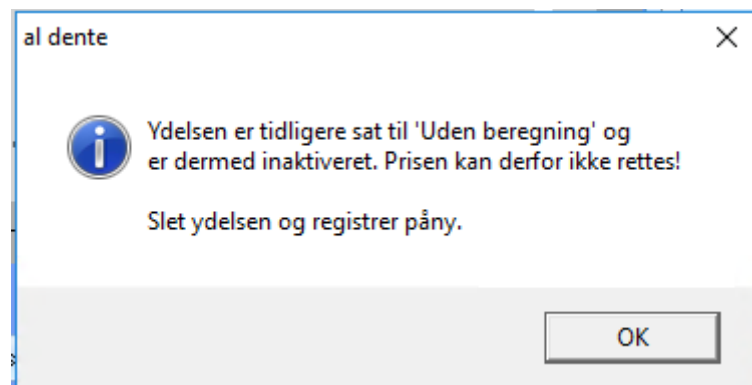 al dente
Ydelsen er tidligere sat til 'Uden beregning' og
er dermed inaktiveret. Prisen kan derfor ikke rettes!
Slet ydelsen og registrer påny.
OK